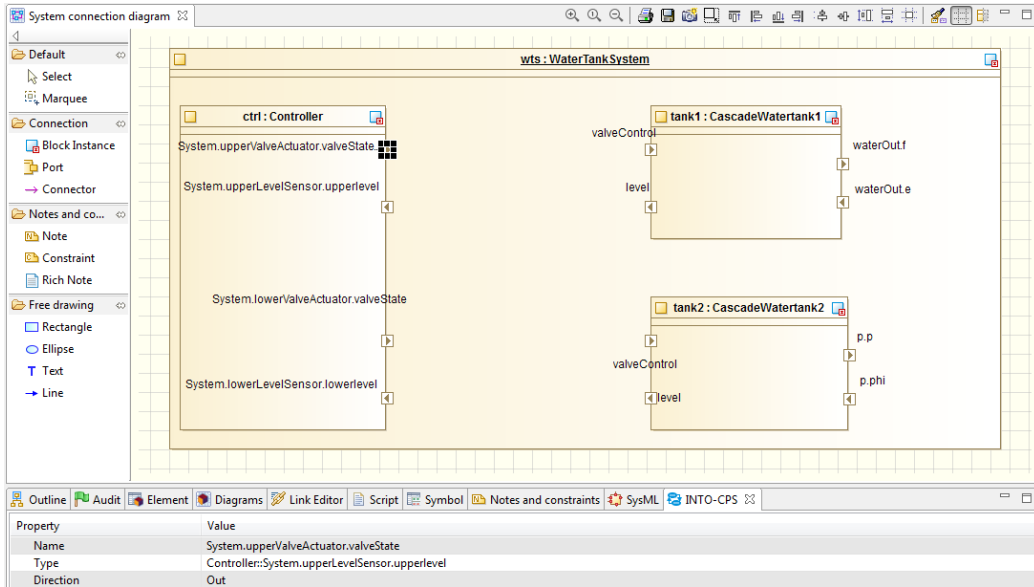 System connection diagram
Default
Select
Marquee
Connection
Block Instance
Port
Connector
Notes and co...
Note
Constraint
Rich Note
Free drawing
Rectangle
Ellipse
T Text
Line
wts : WaterTankSystem
ctrl : Controller
System.upperValveActuator.valveState
System.upperLevelSensor.upperlevel
System.lowerValveActuator.valveState
System.lowerLevelSensor.lowerlevel
tank1 : CascadeWatertank1
valveControl
level
waterOut.f
waterOut.e
tank2 : CascadeWatertank2
valveControl
level
p.p
p.phi
Outline Audit Element Diagrams Link Editor Script Symbol Notes and constraints SysML INTO-CPS
Property Value
Name System.upperValveActuator.valveState
Type Controller::System.upperLevelSensor.upperlevel
Direction Out